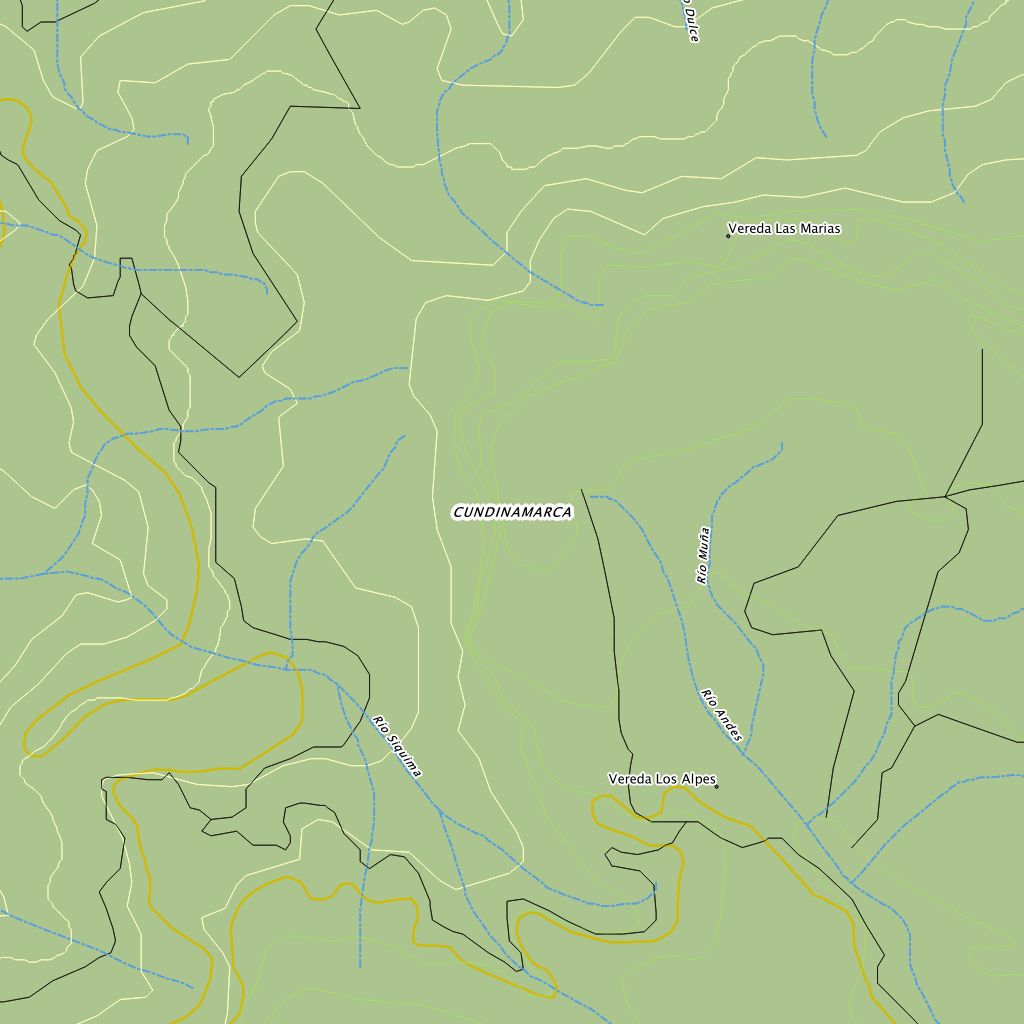 Dulce
Vereda Las Marias
CUNDINAMARCA
Río Muña
Río Andes
Río Siquima
Vereda Los Alpes